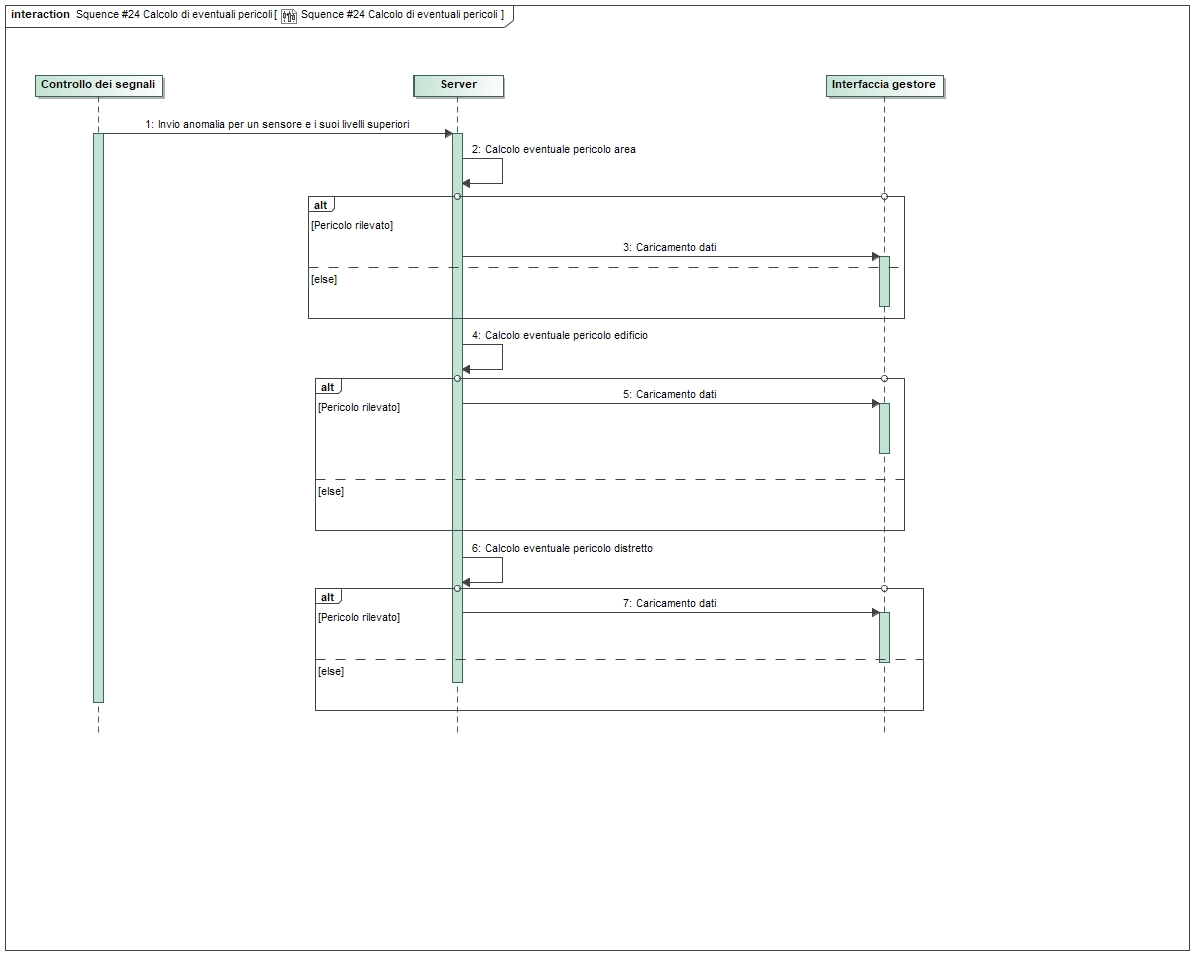 interaction Squence #24 Calcolo di eventuali pericoli[ Squence #24 Calcolo di eventuali pericoli ]
Controllo dei segnali
Server
Interfaccia gestore
1: Invio anomalia per un sensore e i suoi livelli superiori
2: Calcolo eventuale pericolo area
alt
[Pericolo rilevato]
3: Caricamento dati
[else]
4: Calcolo eventuale pericolo edificio
alt
5: Caricamento dati
[Pericolo rilevato]
[else]
6: Calcolo eventuale pericolo distretto
alt
7: Caricamento dati
[Pericolo rilevato]
[else]